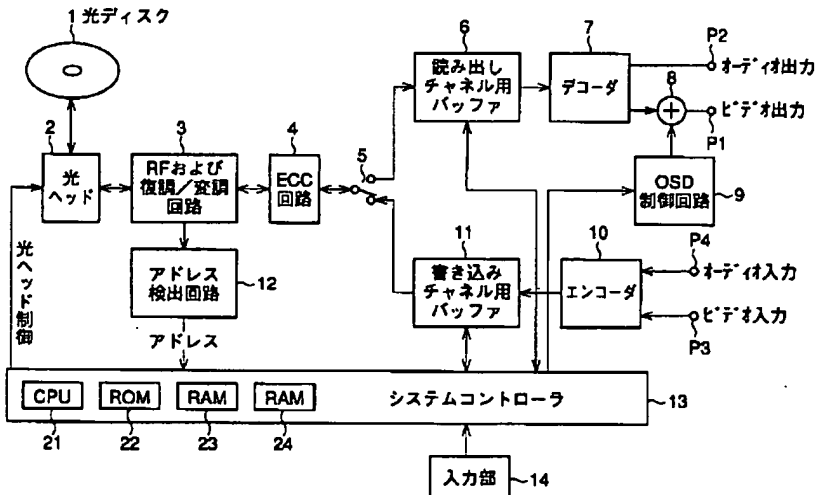 1 光ディスク
2
光
ヘッド
3
RFおよび
復調/変調
回路
4
ECC
回路
5
6
読み出し
チャネル用
バッファ
7
デコーダ
P2
オーディオ出力
8
ビデオ出力
P1
OSD
制御回路
9
10
エンコーダ
P4
オーディオ入力
ビデオ入力
P3
11
書き込み
チャネル用
バッファ
アドレス
検出回路
12
アドレス
光ヘッド制御
CPU
ROM
RAM
RAM
システムコントローラ
13
21
22
23
24
入力部
14